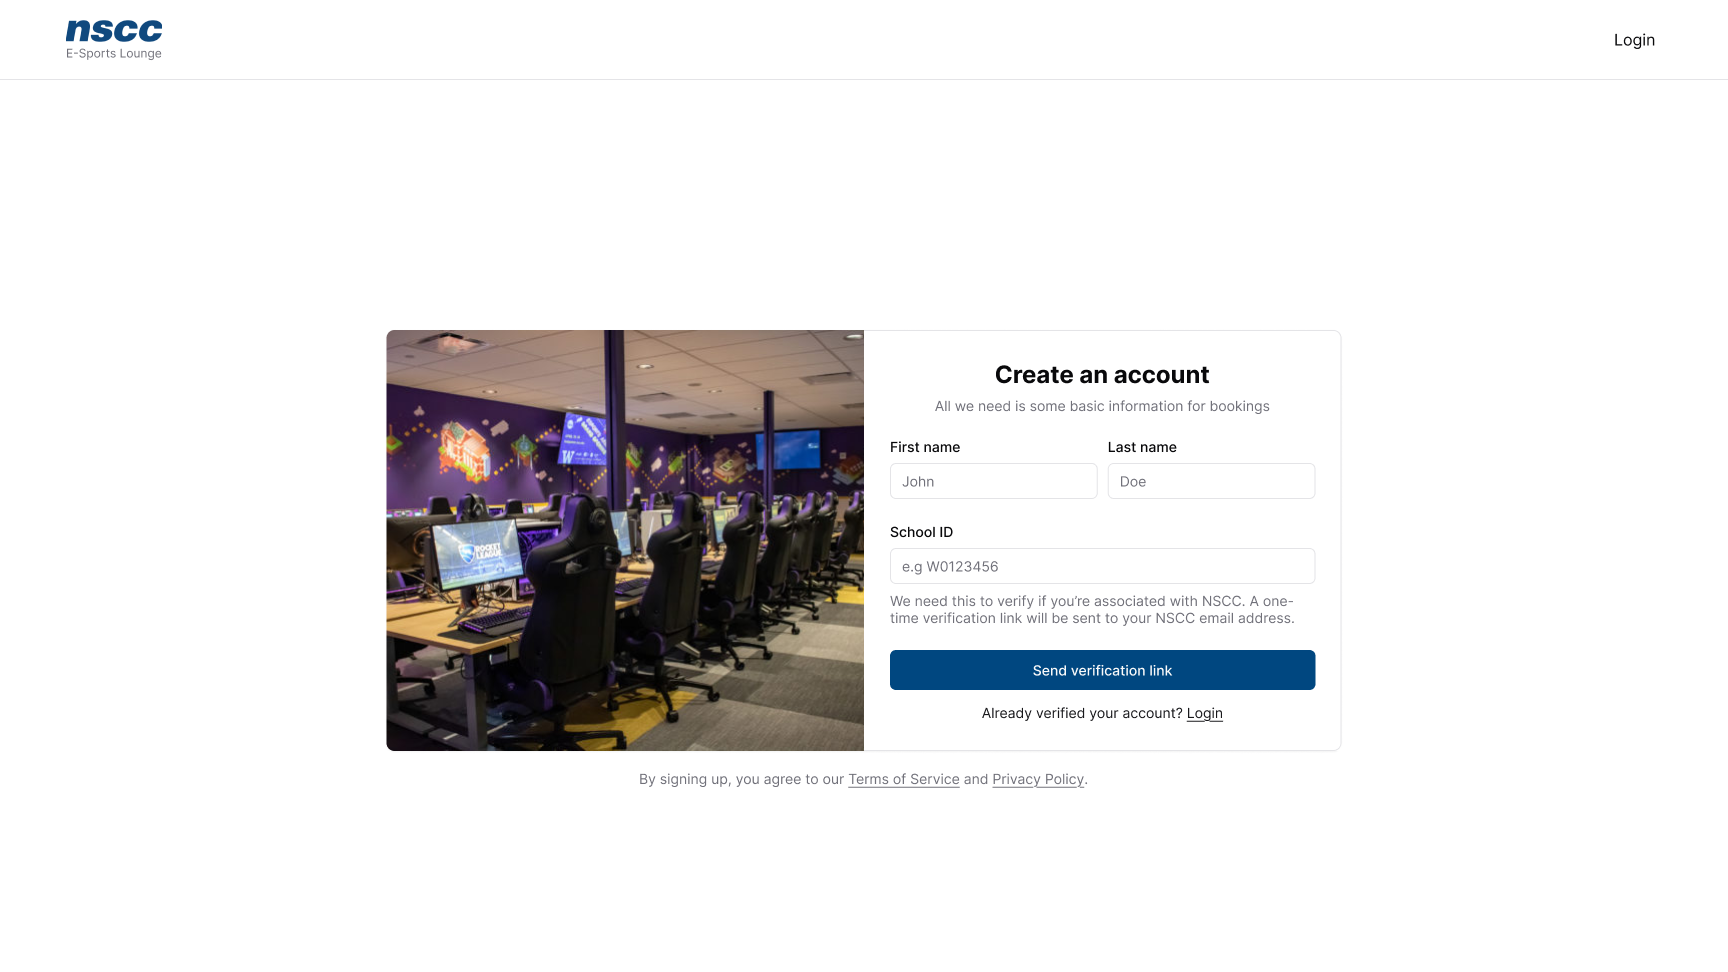 nscc
E-Sports Lounge
Login
ROCKET
LEAGUE
W
Create an account
All we need is some basic information for bookings
First name
Last name
John
Doe
School ID
e.g W0123456
We need this to verify if you’re associated with NSCC. A one-
time verification link will be sent to your NSCC email address.
Send verification link
Already verified your account? Login
By signing up, you agree to our Terms of Service and Privacy Policy.